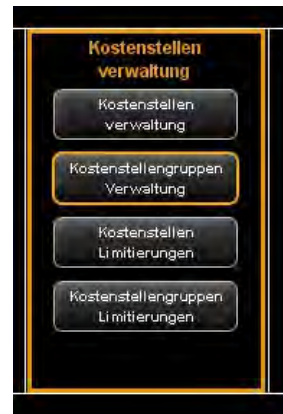 Kostenstellen
verwaltung
Kostenstellen
verwaltung
Kostenstellengruppen
Verwaltung
Kostenstellen
Limitierungen
Kostenstellengruppen
Limitierungen